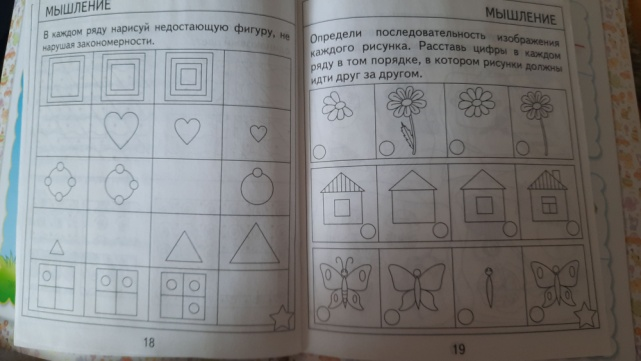 МЫШЛЕНИЕ
В каждом ряду нарисуй недостающую фигуру, не
нарушая закономерности.
18
МЫШЛЕНИЕ
Определи последовательность изображения
каждого рисунка. Расставь цифры в каждом
ряду в том порядке, в котором рисунки должны
идти друг за другом.
19